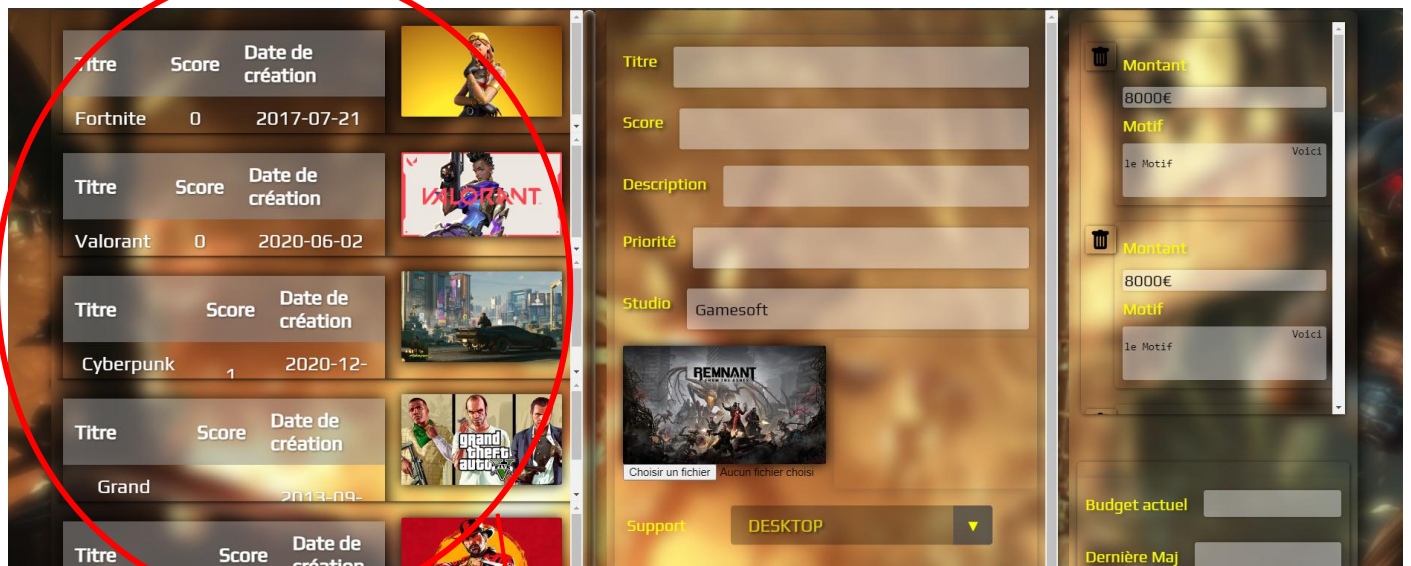 Titre Score Date de
création
Fortnite 0 2017-07-21
Titre Score Date de
création
Valorant 0 2020-06-02
VALORANT
Titre Score Date de
création
Cyberpunk 1 2020-12-
Titre Score Date de
création
Grand 2013-09-
grand
theft
auto V
Titre Score Date de
création
Titre
Score
Description
Priorité
Studio Gamesoft
REMNANT
FROM THE ASHES
Choisir un fichier Aucun fichier choisi
Support DESKTOP
Montant
8000€
Motif
Voici
le Motif
Montant
8000€
Motif
Voici
le Motif
Budget actuel
Dernière Maj